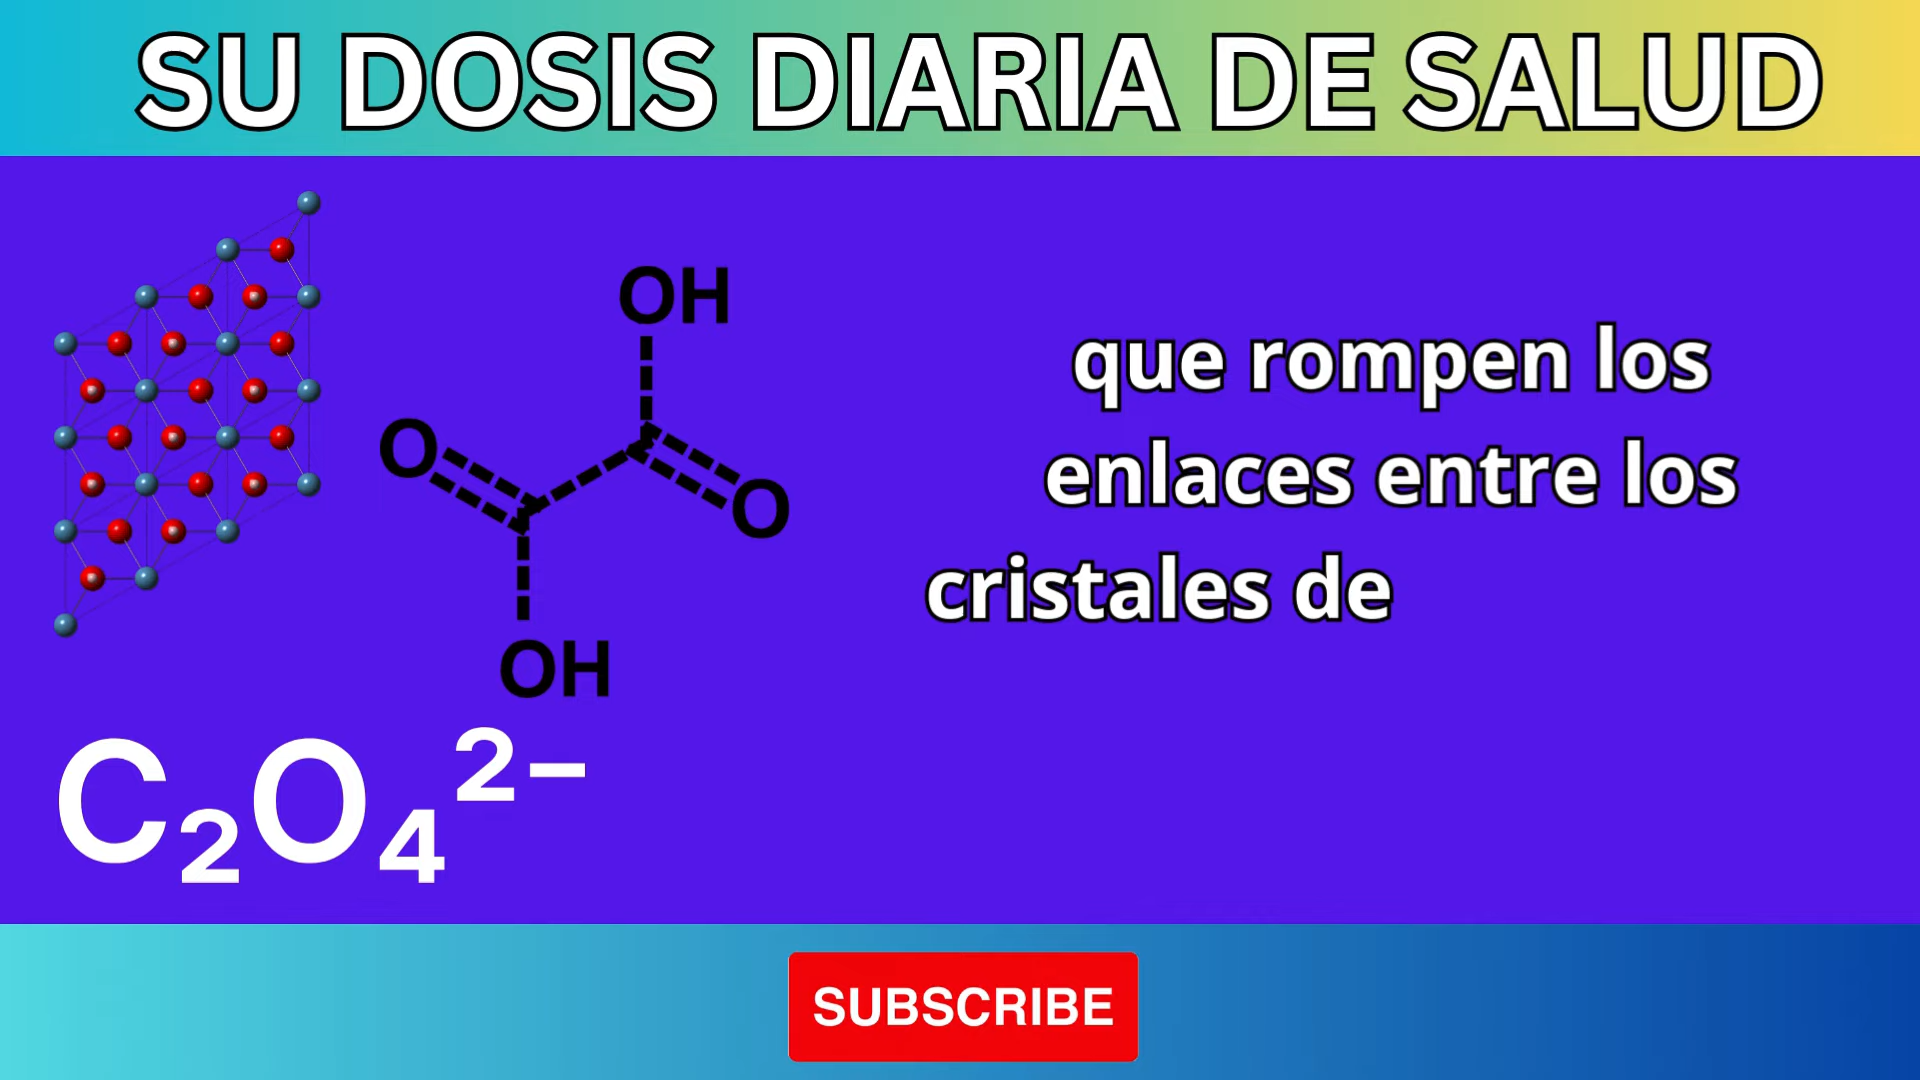 SU DOSIS DIARIA DE SALUD
OH
O
O
OH
que rompen los
enlaces entre los
cristales de
C₂O₄²⁻
SUBSCRIBE